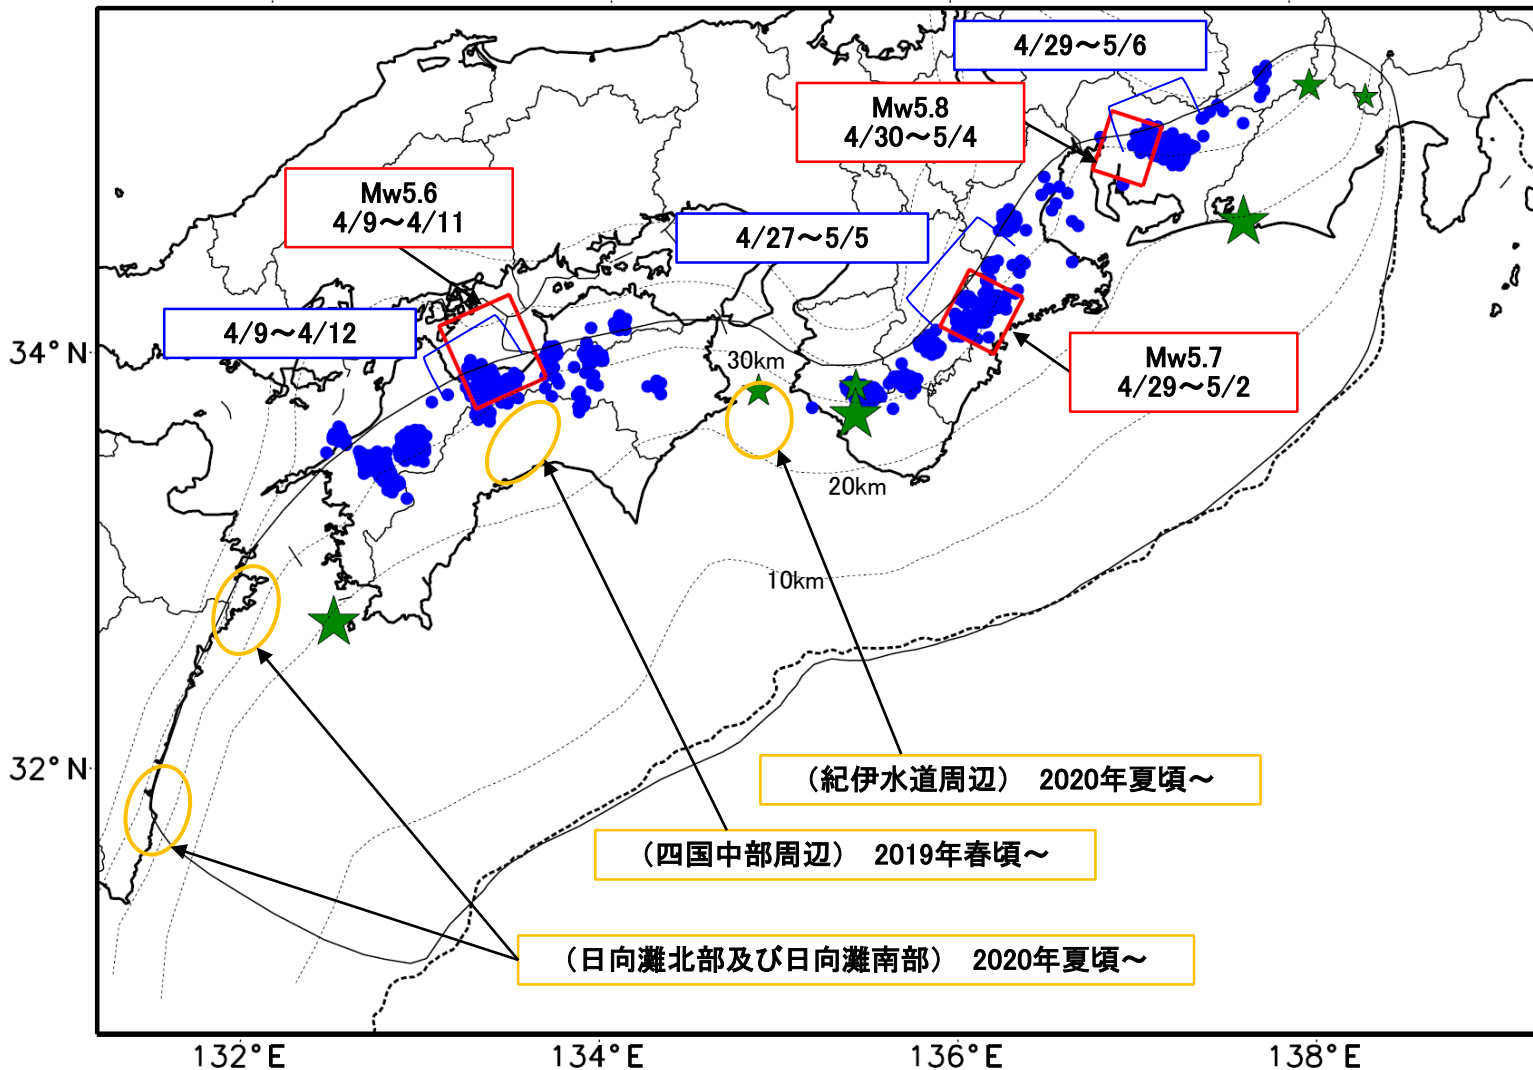 4/29～5/6
Mw5.8
4/30～5/4
Mw5.6
4/9～4/11
4/27～5/5
4/9～4/12
34°N
30km
Mw5.7
4/29～5/2
20km
10km
32°N
（紀伊水道周辺） 2020年夏頃～
（四国中部周辺） 2019年春頃～
（日向灘北部及び日向灘南部） 2020年夏頃～
132°E
134°E
136°E
138°E